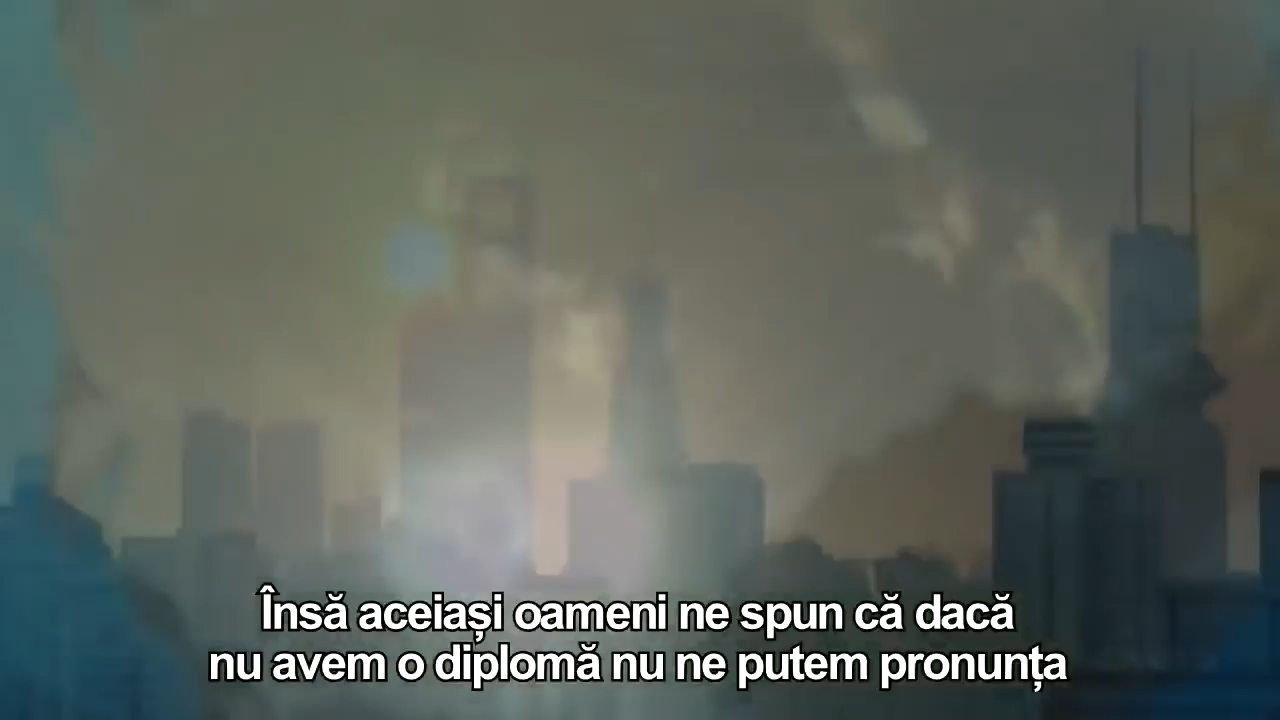 Însă aceiași oameni ne spun că dacă
nu avem o diplomă nu ne putem pronunța